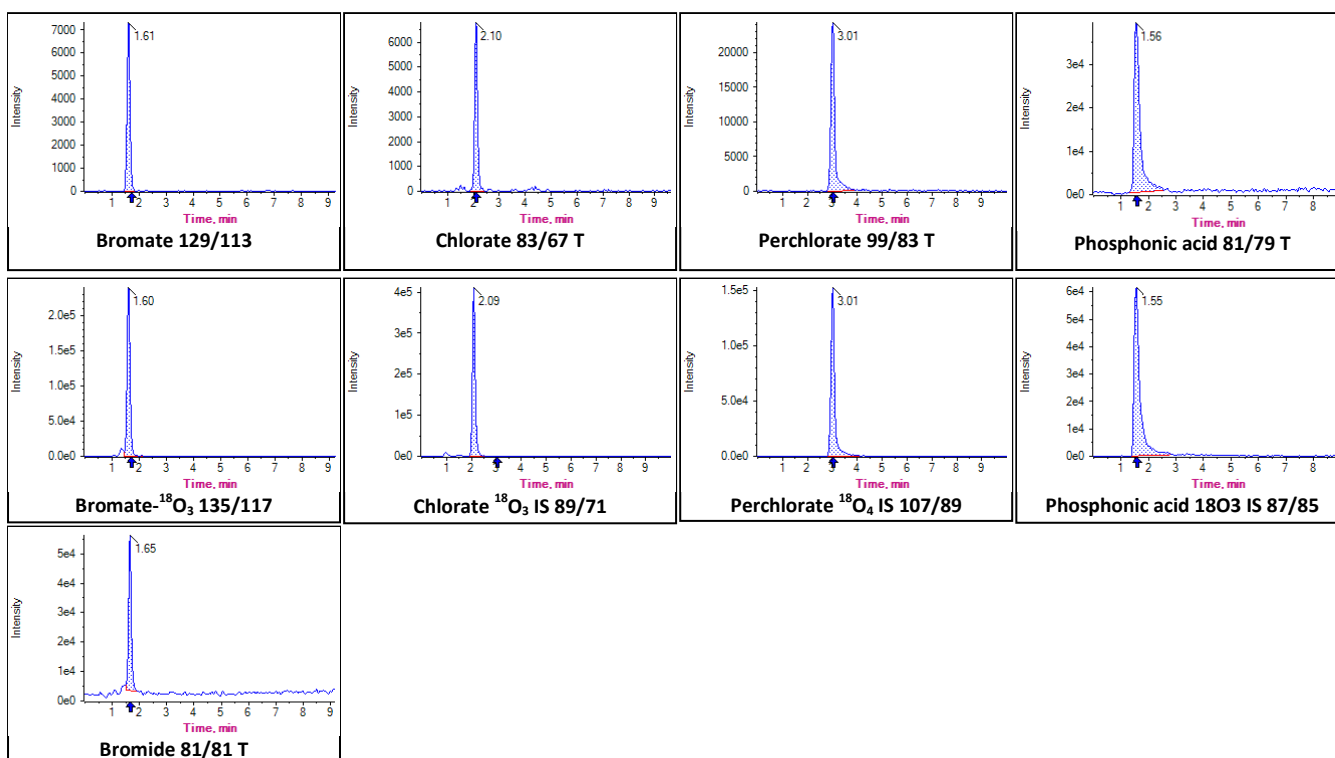 7000
6000
5000
4000
3000
2000
1000
0
Intensity
1.61
1 2 3 4 5 6 7 8 9
Time, min
Bromate 129/113
6000
5000
4000
3000
2000
1000
0
Intensity
2.10
1 2 3 4 5 6 7 8 9
Time, min
Chlorate 83/67 T
20000
15000
10000
5000
0
Intensity
3.01
1 2 3 4 5 6 7 8 9
Time, min
Perchlorate 99/83 T
4e4
2e4
1e4
0e0
Intensity
1.56
1 2 3 4 5 6 7 8
Time, min
Phosphonic acid 81/79 T
2.0e5
1.5e5
1.0e5
5.0e4
0.0e0
Intensity
1.60
1 2 3 4 5 6 7 8 9
Time, min
Bromate-¹⁸O₃ 135/117
4e5
3e5
2e5
1e5
0e0
Intensity
2.09
1 2 3 4 5 6 7 8 9
Time, min
Chlorate ¹⁸O₃ IS 89/71
1.5e5
1.0e5
5.0e4
0.0e0
Intensity
3.01
1 2 3 4 5 6 7 8 9
Time, min
Perchlorate ¹⁸O₄ IS 107/89
6e4
5e4
4e4
3e4
2e4
1e4
0e0
Intensity
1.55
1 2 3 4 5 6 7 8
Time, min
Phosphonic acid 18O3 IS 87/85
5e4
4e4
3e4
2e4
1e4
0e0
Intensity
1.65
1 2 3 4 5 6 7 8 9
Time, min
Bromide 81/81 T